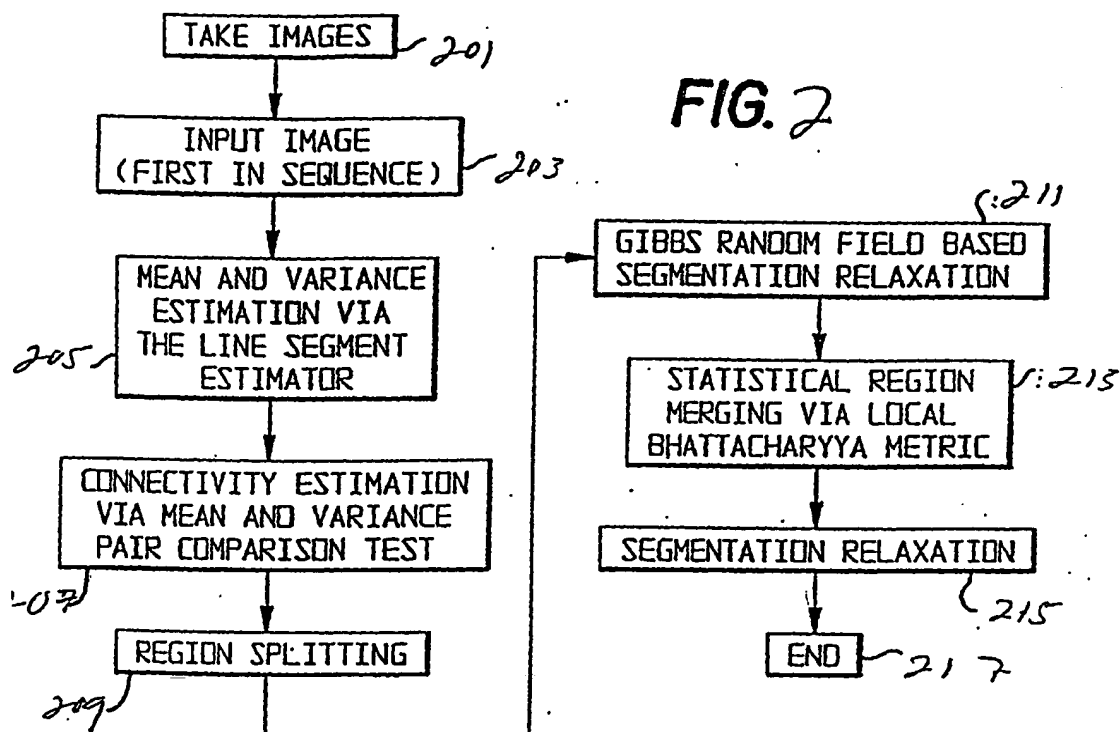 TAKE IMAGES
201
FIG. 2
INPUT IMAGE
(FIRST IN SEQUENCE)
203
MEAN AND VARIANCE
ESTIMATION VIA
THE LINE SEGMENT
ESTIMATOR
205
CONNECTIVITY ESTIMATION
VIA MEAN AND VARIANCE
PAIR COMPARISON TEST
207
REGION SPLITTING
209
211
GIBBS RANDOM FIELD BASED
SEGMENTATION RELAXATION
STATISTICAL REGION
MERGING VIA LOCAL
BHATTACHARYYA METRIC
213
SEGMENTATION RELAXATION
215
END
217